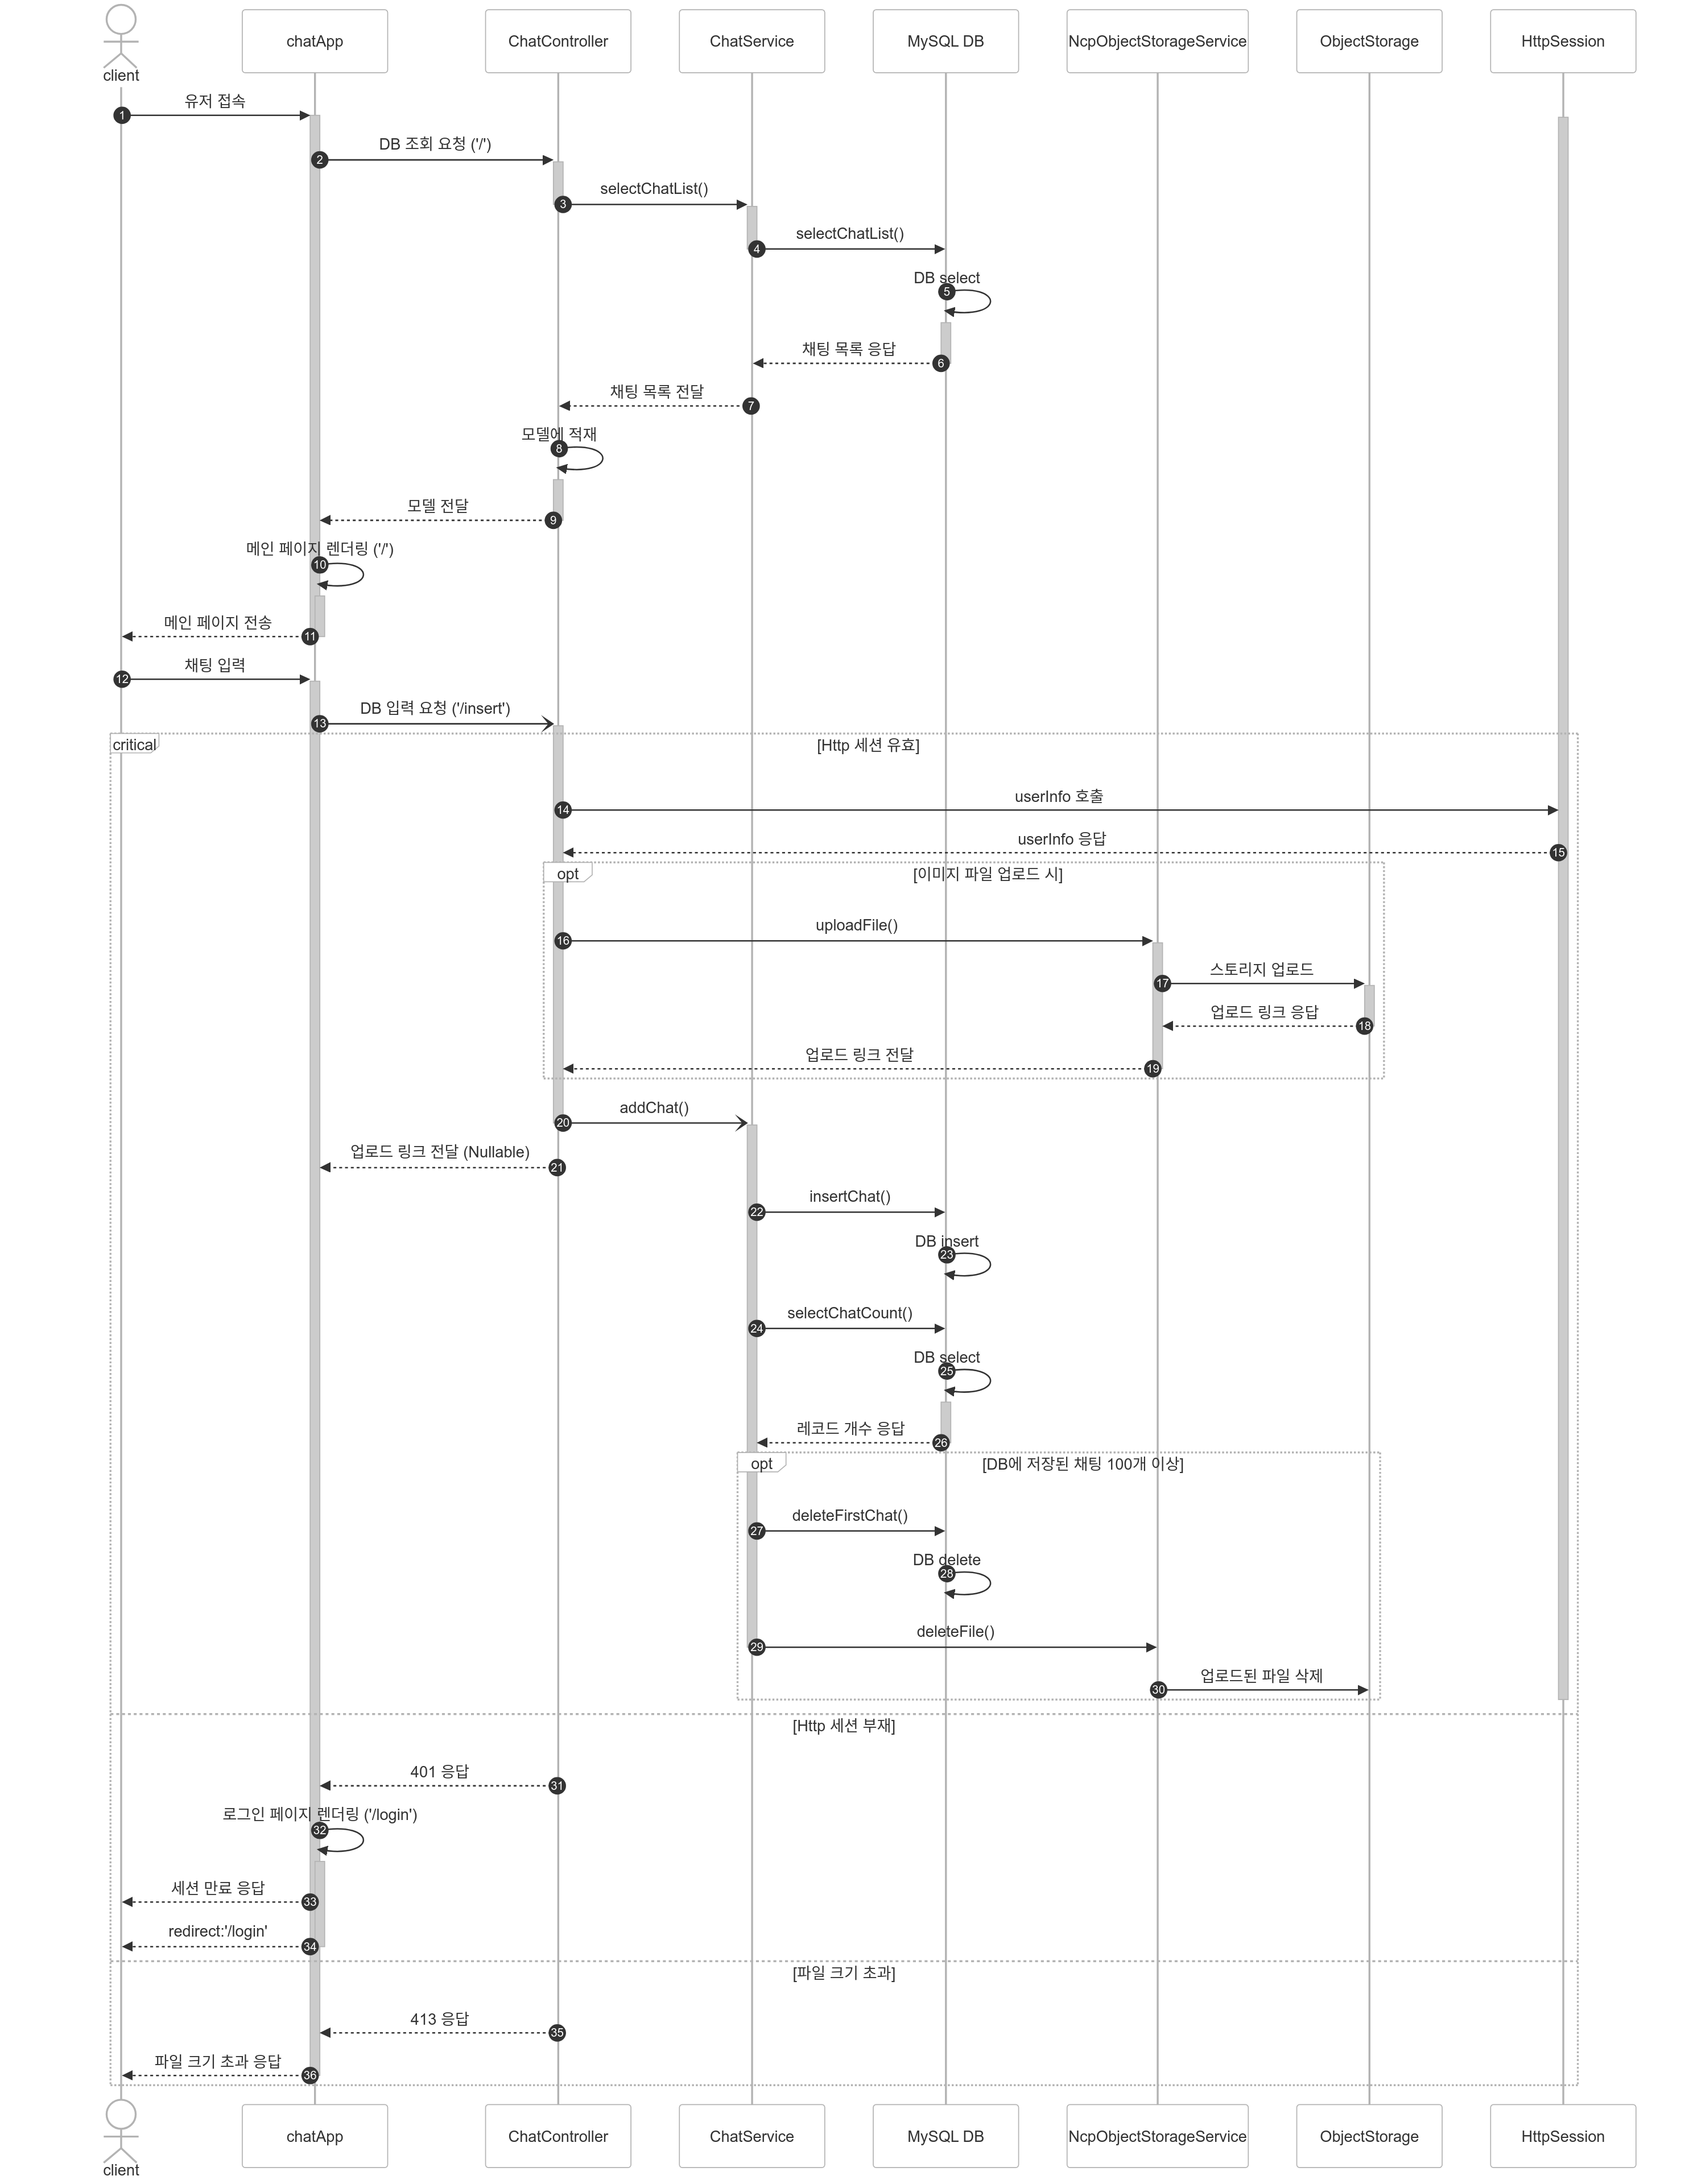 client
chatApp
ChatController
ChatService
MySQL DB
NcpObjectStorageService
ObjectStorage
HttpSession
1
유저 접속
2
DB 조회 요청 ('/')
3
selectChatList()
4
selectChatList()
DB select
5
채팅 목록 응답
6
채팅 목록 전달
7
모델에 적재
8
모델 전달
9
메인 페이지 렌더링 ('/')
10
메인 페이지 전송
11
채팅 입력
12
DB 입력 요청 ('/insert')
13
critical
[Http 세션 유효]
userInfo 호출
14
userInfo 응답
15
opt
[이미지 파일 업로드 시]
uploadFile()
16
스토리지 업로드
17
업로드 링크 응답
18
업로드 링크 전달
19
addChat()
20
업로드 링크 전달 (Nullable)
21
insertChat()
22
DB insert
23
selectChatCount()
24
DB select
25
레코드 개수 응답
26
opt
[DB에 저장된 채팅 100개 이상]
deleteFirstChat()
27
DB delete
28
deleteFile()
29
업로드된 파일 삭제
30
[Http 세션 부재]
401 응답
31
로그인 페이지 렌더링 ('/login')
32
세션 만료 응답
33
redirect:'/login'
34
[파일 크기 초과]
413 응답
35
파일 크기 초과 응답
36
client
chatApp
ChatController
ChatService
MySQL DB
NcpObjectStorageService
ObjectStorage
HttpSession